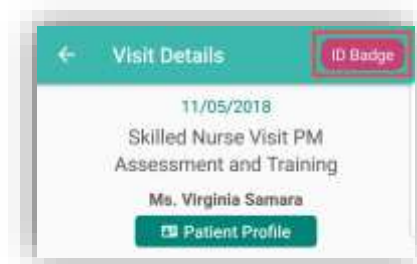 Visit Details
ID Badge
11/05/2018
Skilled Nurse Visit PM
Assessment and Training
Ms. Virginia Samara
Patient Profile